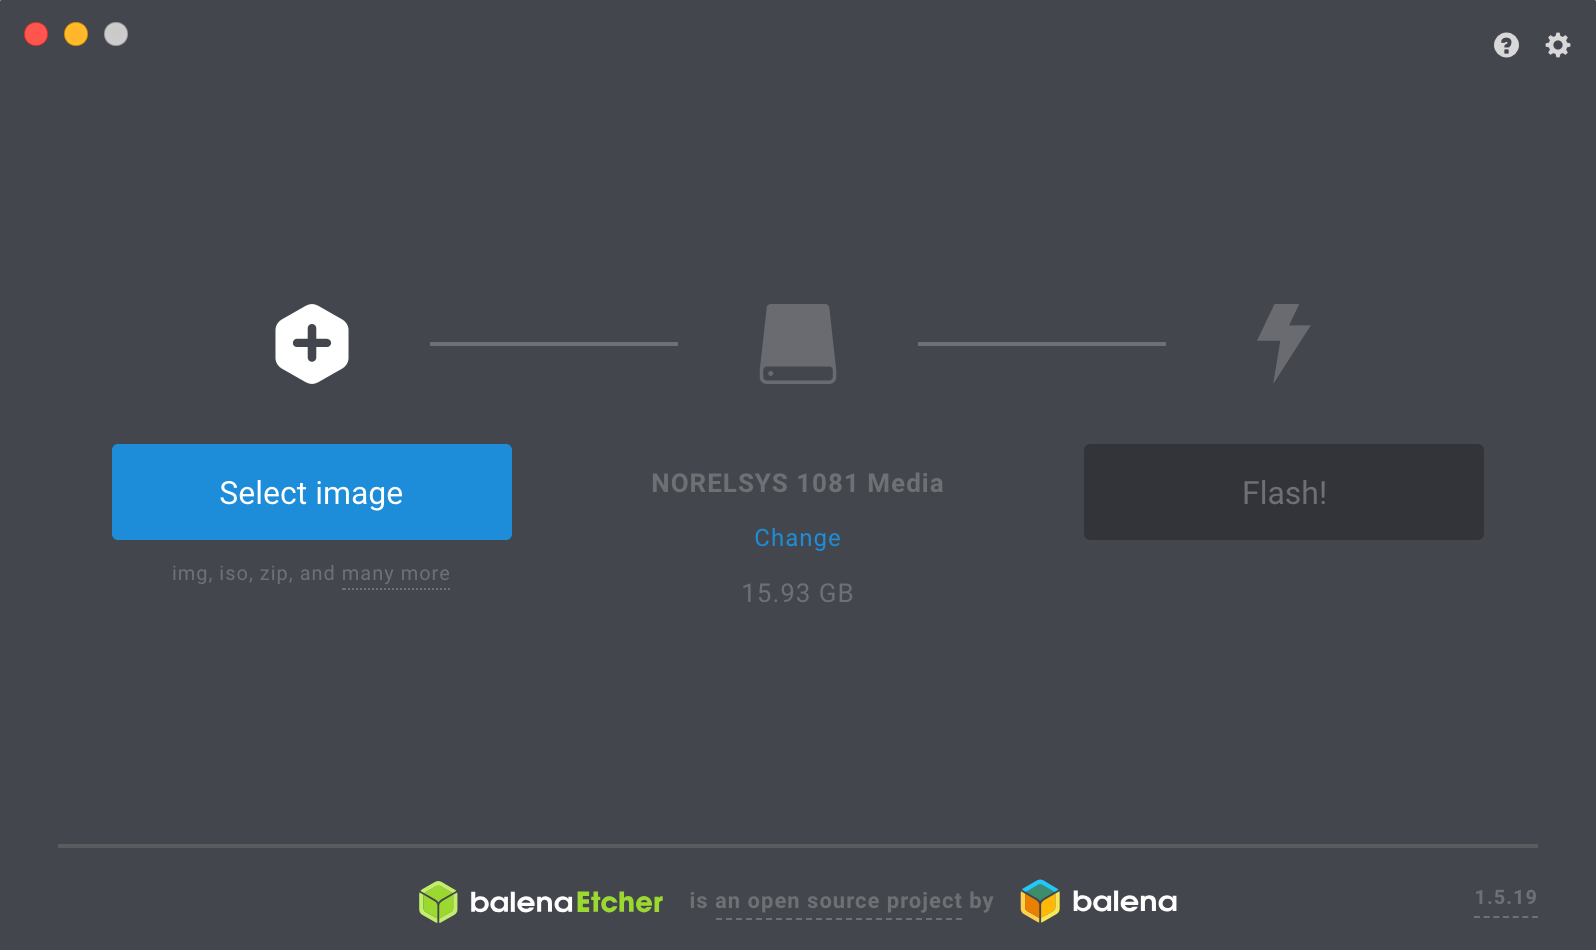 Select image
img, iso, zip, and many more
NORELSYS 1081 Media
Change
15.93 GB
Flash!
balenaEtcher is an open source project by balena
1.5.19